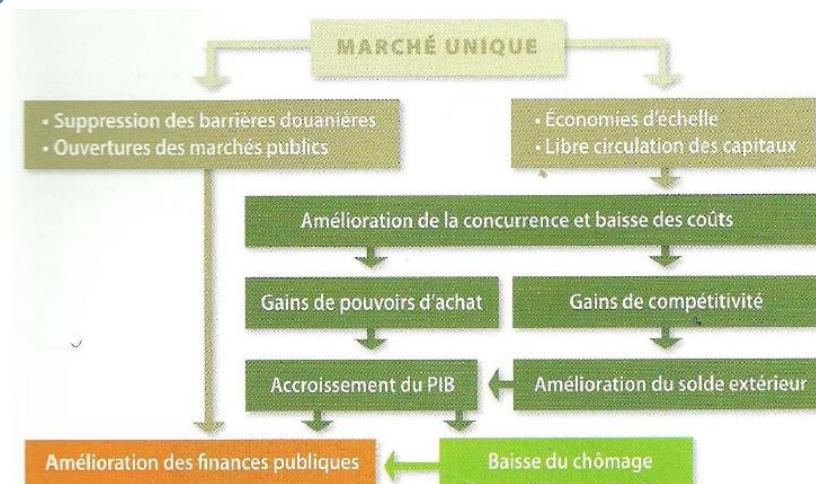 MARCHÉ UNIQUE
• Suppression des barrières douanières
• Ouvertures des marchés publics
• Économies d'échelle
• Libre circulation des capitaux
Amélioration de la concurrence et baisse des coûts
Gains de pouvoirs d'achat
Gains de compétitivité
Accroissement du PIB
Amélioration du solde extérieur
Amélioration des finances publiques
Baisse du chômage